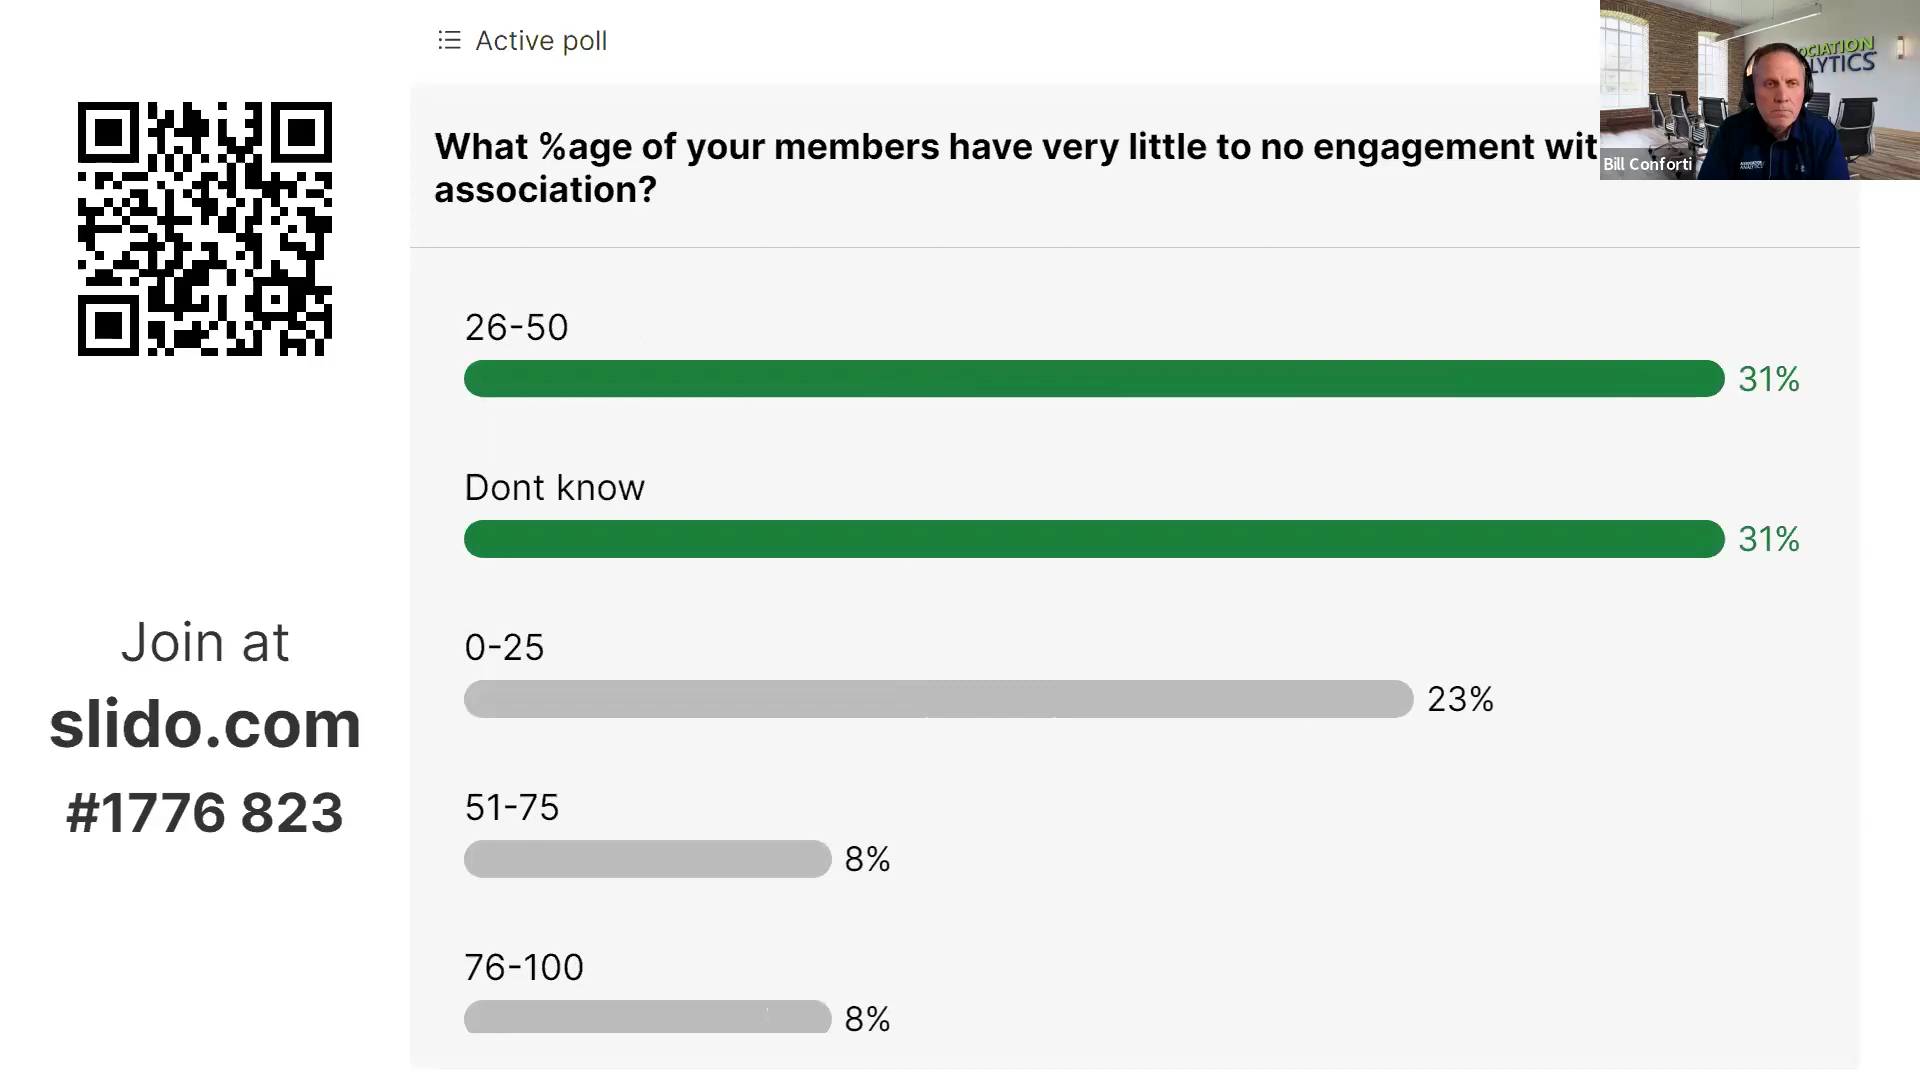 Active poll
What %age of your members have very little to no engagement wit
association?
26-50
31%
Dont know
31%
0-25
23%
51-75
8%
76-100
8%
Join at
slido.com
#1776 823
OCIATION
LYTICS
Bill Conforti